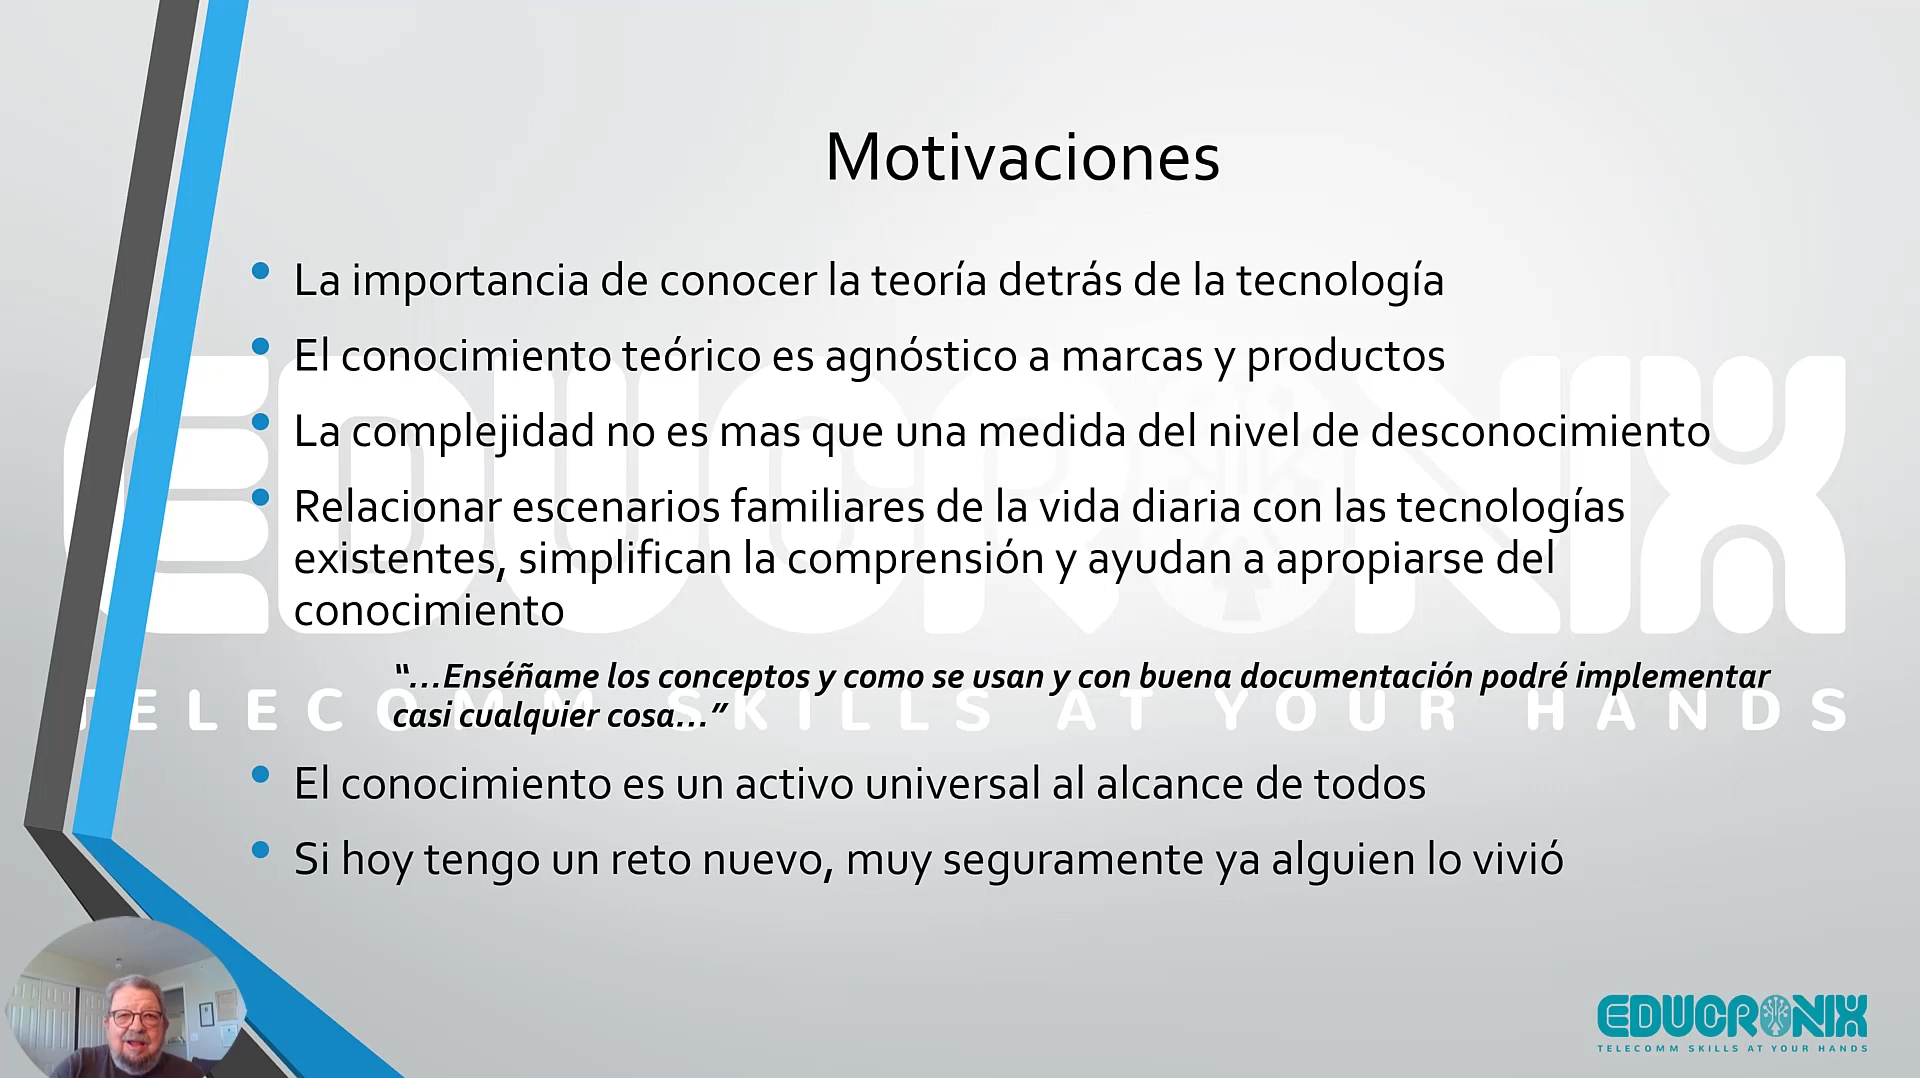 Motivaciones
• La importancia de conocer la teoría detrás de la tecnología
• El conocimiento teórico es agnóstico a marcas y productos
• La complejidad no es mas que una medida del nivel de desconocimiento
• Relacionar escenarios familiares de la vida diaria con las tecnologías
existentes, simplifican la comprensión y ayudan a apropiarse del
conocimiento
“...Enséñame los conceptos y como se usan y con buena documentación podré implementar
casi cualquier cosa...”
• El conocimiento es un activo universal al alcance de todos
• Si hoy tengo un reto nuevo, muy seguramente ya alguien lo vivió
EDUCRONIX
TELECOMM SKILLS AT YOUR HANDS
EDUCRONIX
TELECOMM SKILLS AT YOUR HANDS